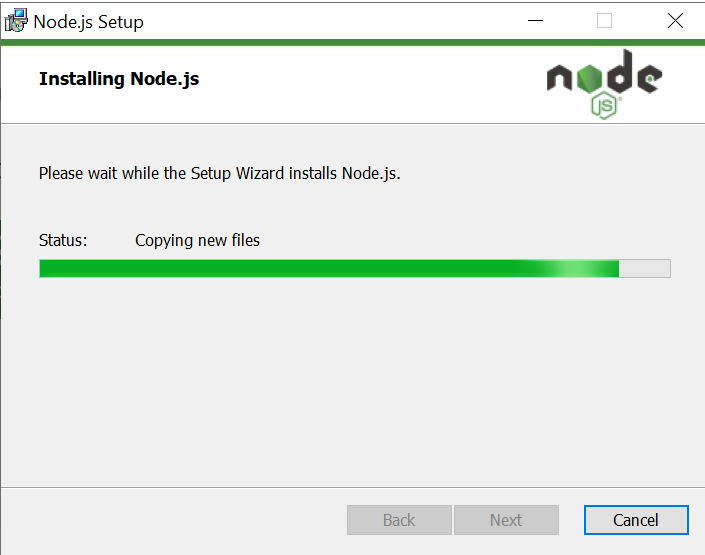 Node.js Setup
Installing Node.js
node
JS®
Please wait while the Setup Wizard installs Node.js.
Status: Copying new files
Back Next Cancel